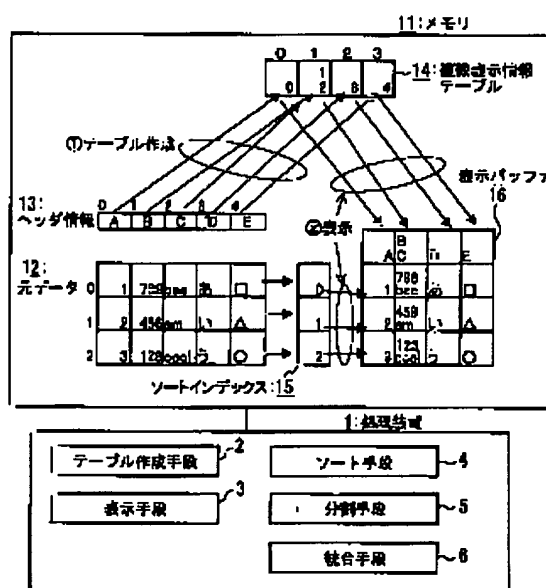 11:メモリ
0 1 2 3
0 1 2 3 4
14:複数表示情報
テーブル
①テーブル作成
表示バッファ
16
13:
ヘッダ情報
0 1 2 3 4
A B C D E
②表示
A B C D E
12:
元データ
0 1 789 あ □
1 2 456 い △
2 3 123 う ○
0
1
2
1 あ □
2 い △
3 123 う ○
ソートインデックス:15
1:処理装置
テーブル作成手段 2
表示手段 3
ソート手段 4
分割手段 5
統合手段 6